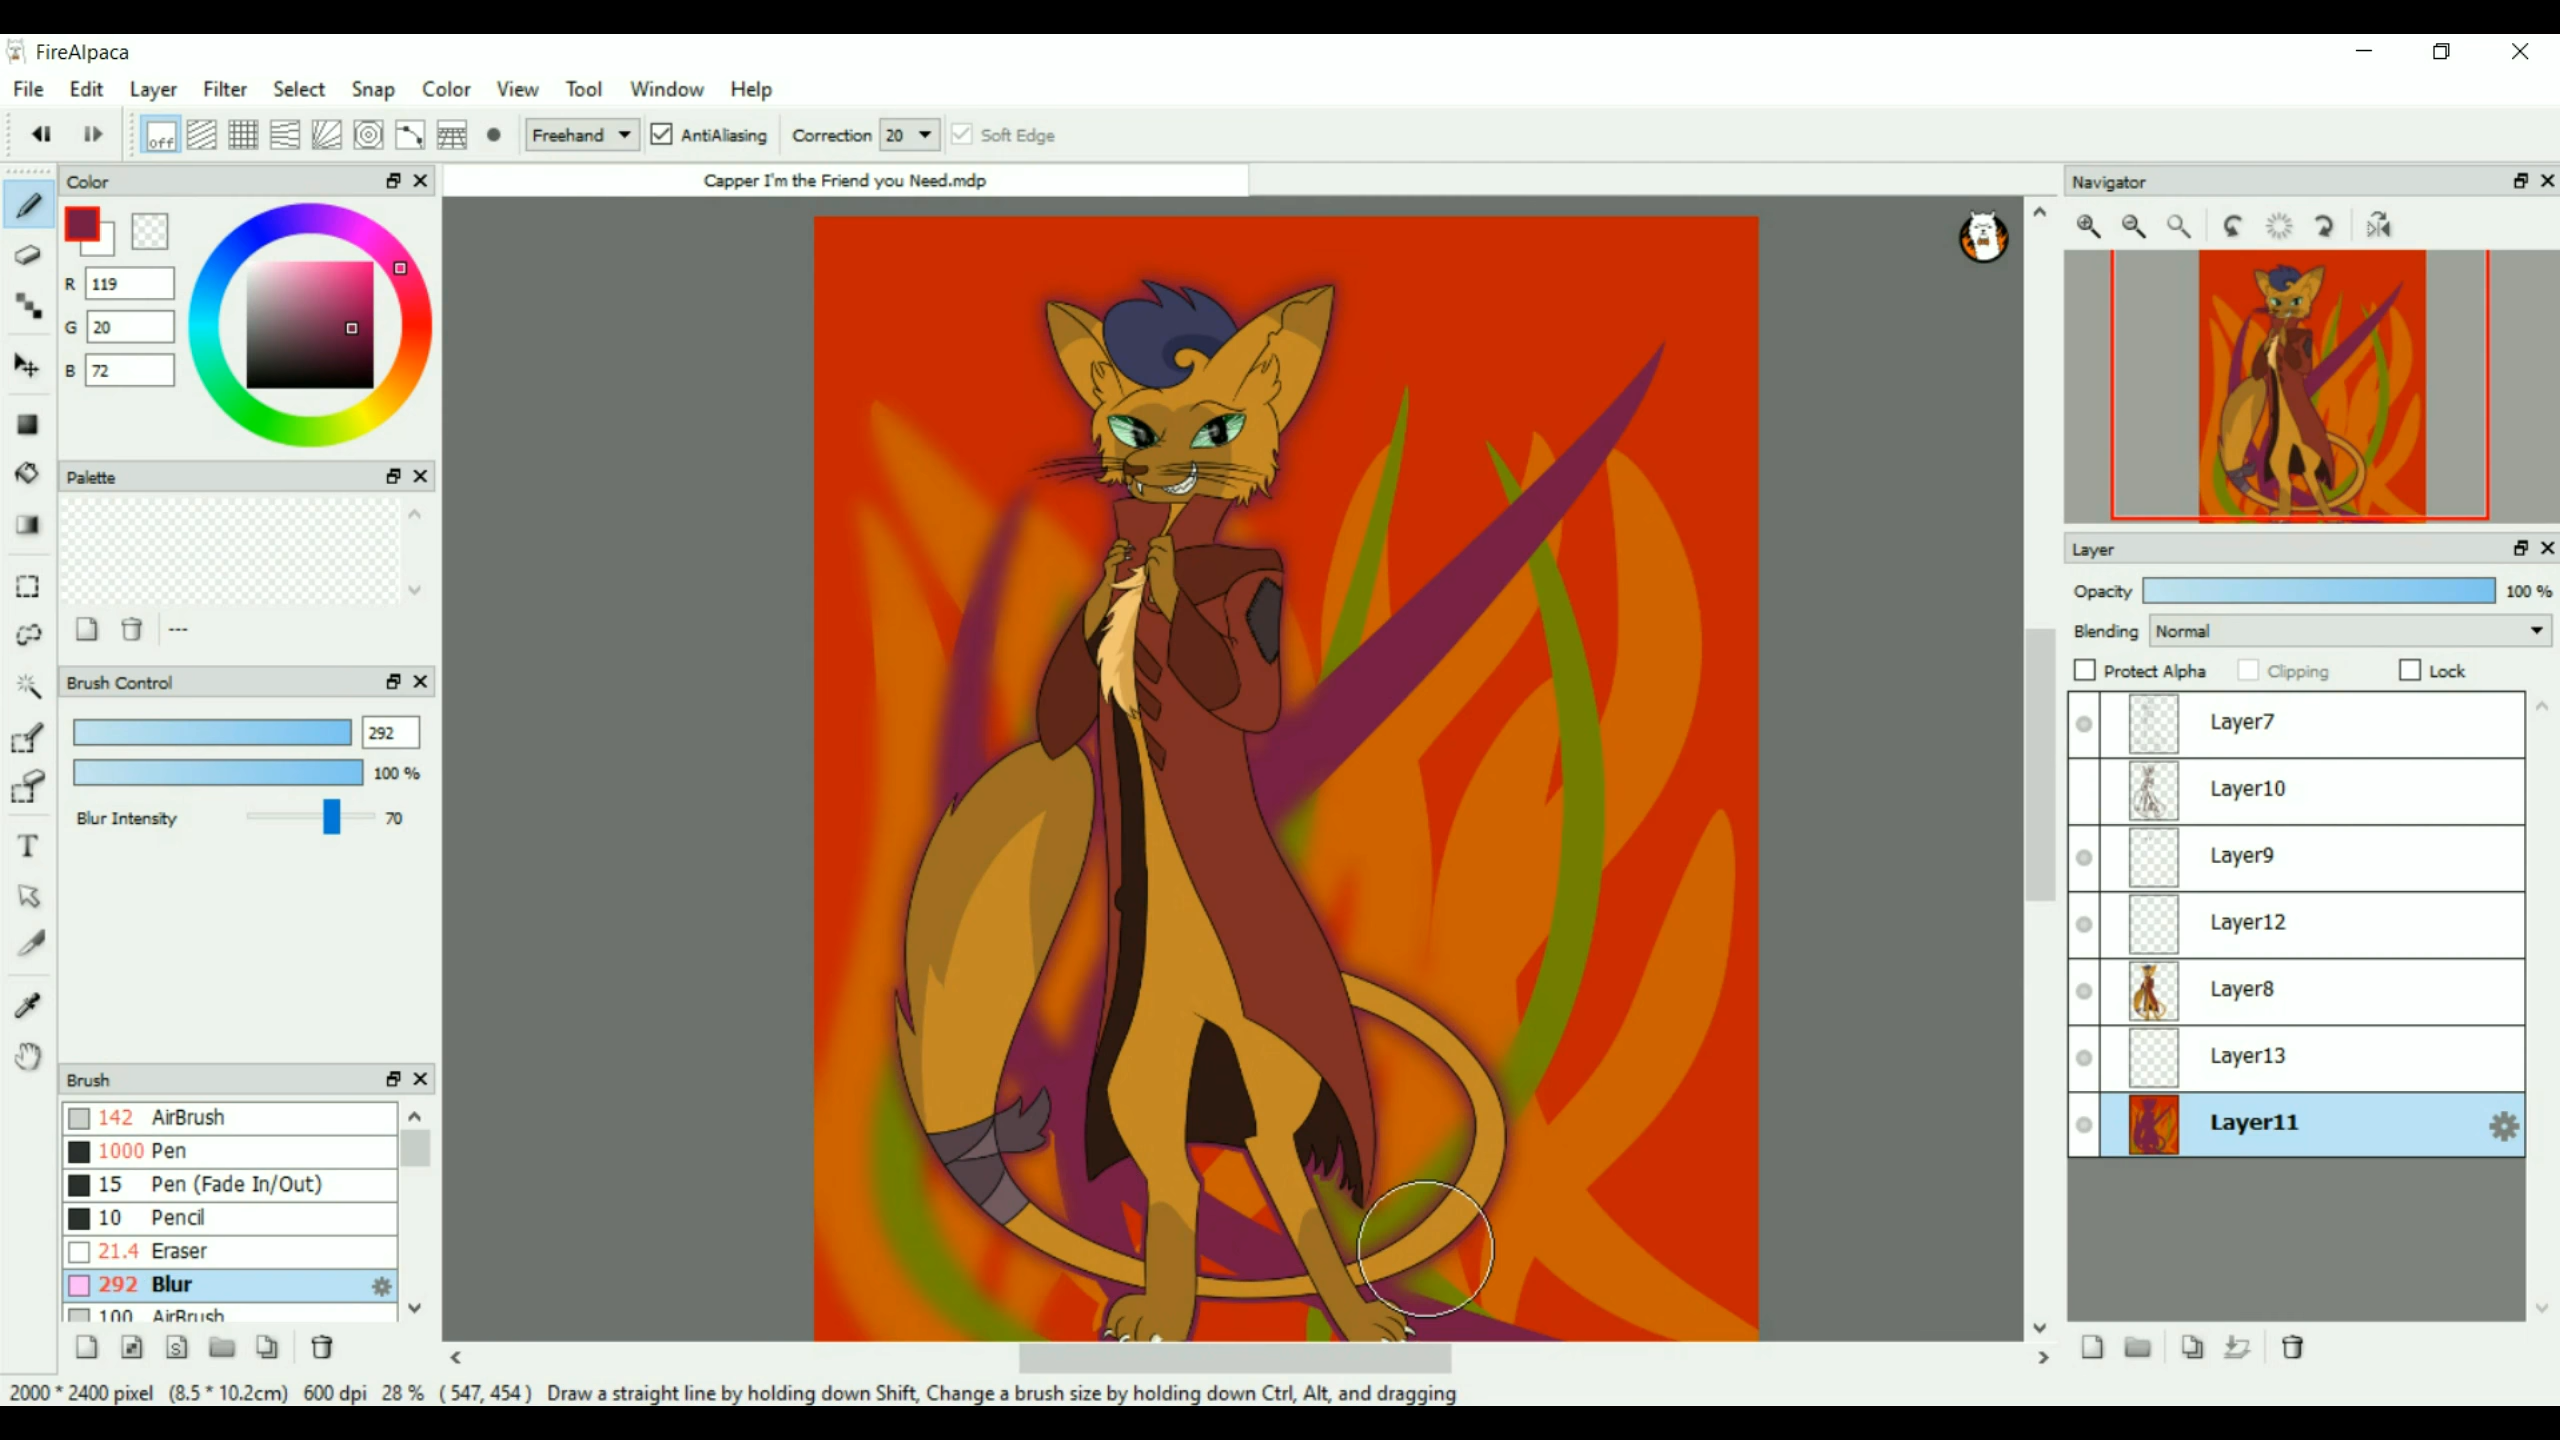 FireAlpaca
File Edit Layer Filter Select Snap Color View Tool Window Help
off Freehand AntiAliasing Correction 20 Soft Edge
Color
Capper I'm the Friend you Need.mdp
Navigator
R 119
G 20
B 72
Palette
---
Brush Control
292
100 %
Blur Intensity 70
Layer
Opacity 100 %
Blending Normal
Protect Alpha Clipping Lock
Layer7
Layer10
Layer9
Layer12
Layer8
Layer13
Layer11
Brush
142 AirBrush
1000 Pen
15 Pen (Fade In/Out)
10 Pencil
21.4 Eraser
292 Blur
100 AirBrush
S
T
2000 * 2400 pixel (8.5 * 10.2cm) 600 dpi 28 % ( 547, 454 ) Draw a straight line by holding down Shift, Change a brush size by holding down Ctrl, Alt, and dragging